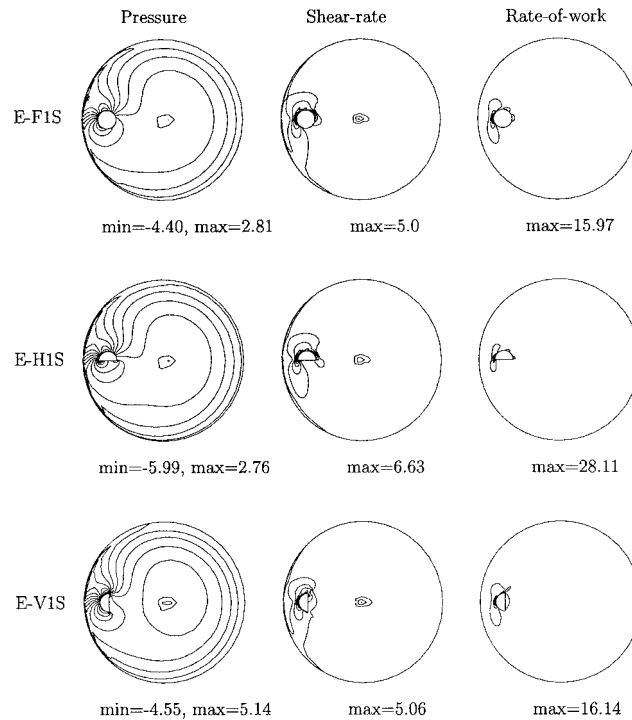 Pressure Shear-rate Rate-of-work
E-F1S
min=-4.40, max=2.81 max=5.0 max=15.97
E-H1S
min=-5.99, max=2.76 max=6.63 max=28.11
E-V1S
min=-4.55, max=5.14 max=5.06 max=16.14